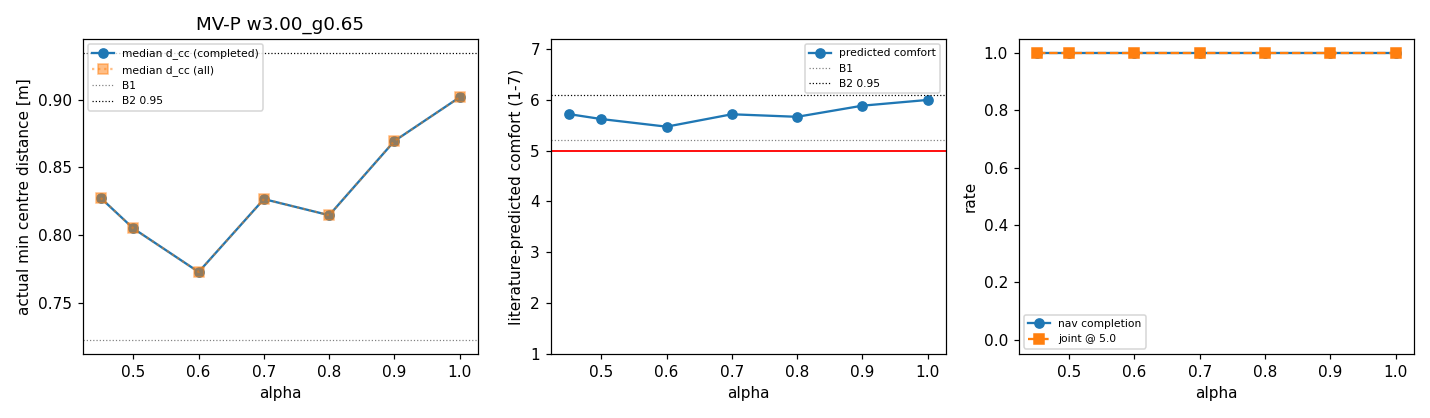 MV-P w3.00_g0.65
actual min centre distance [m]
0.90
0.85
0.80
0.75
median d_cc (completed)
median d_cc (all)
B1
B2 0.95
0.5 0.6 0.7 0.8 0.9 1.0
alpha
literature-predicted comfort (1-7)
7
6
5
4
3
2
1
predicted comfort
B1
B2 0.95
0.5 0.6 0.7 0.8 0.9 1.0
alpha
rate
1.0
0.8
0.6
0.4
0.2
0.0
nav completion
joint @ 5.0
0.5 0.6 0.7 0.8 0.9 1.0
alpha